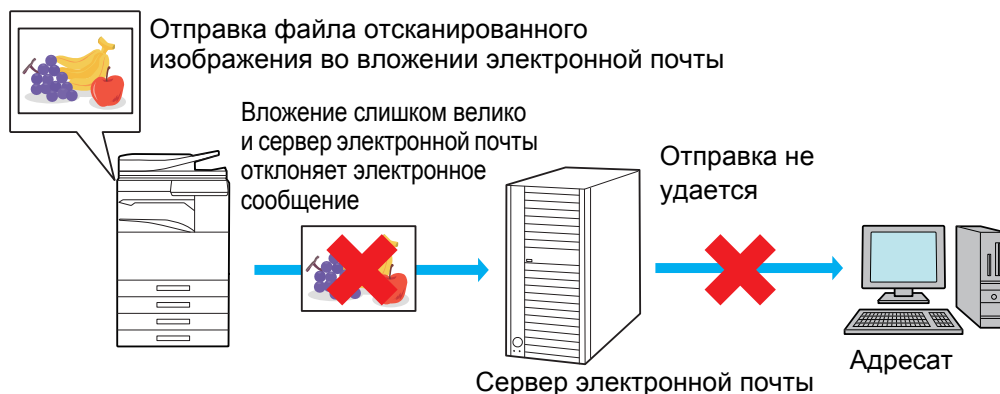 Отправка файла отсканированного
изображения во вложении электронной почты
Вложение слишком велико
и сервер электронной почты
отклоняет электронное
сообщение
Отправка не
удается
Адресат
Сервер электронной почты